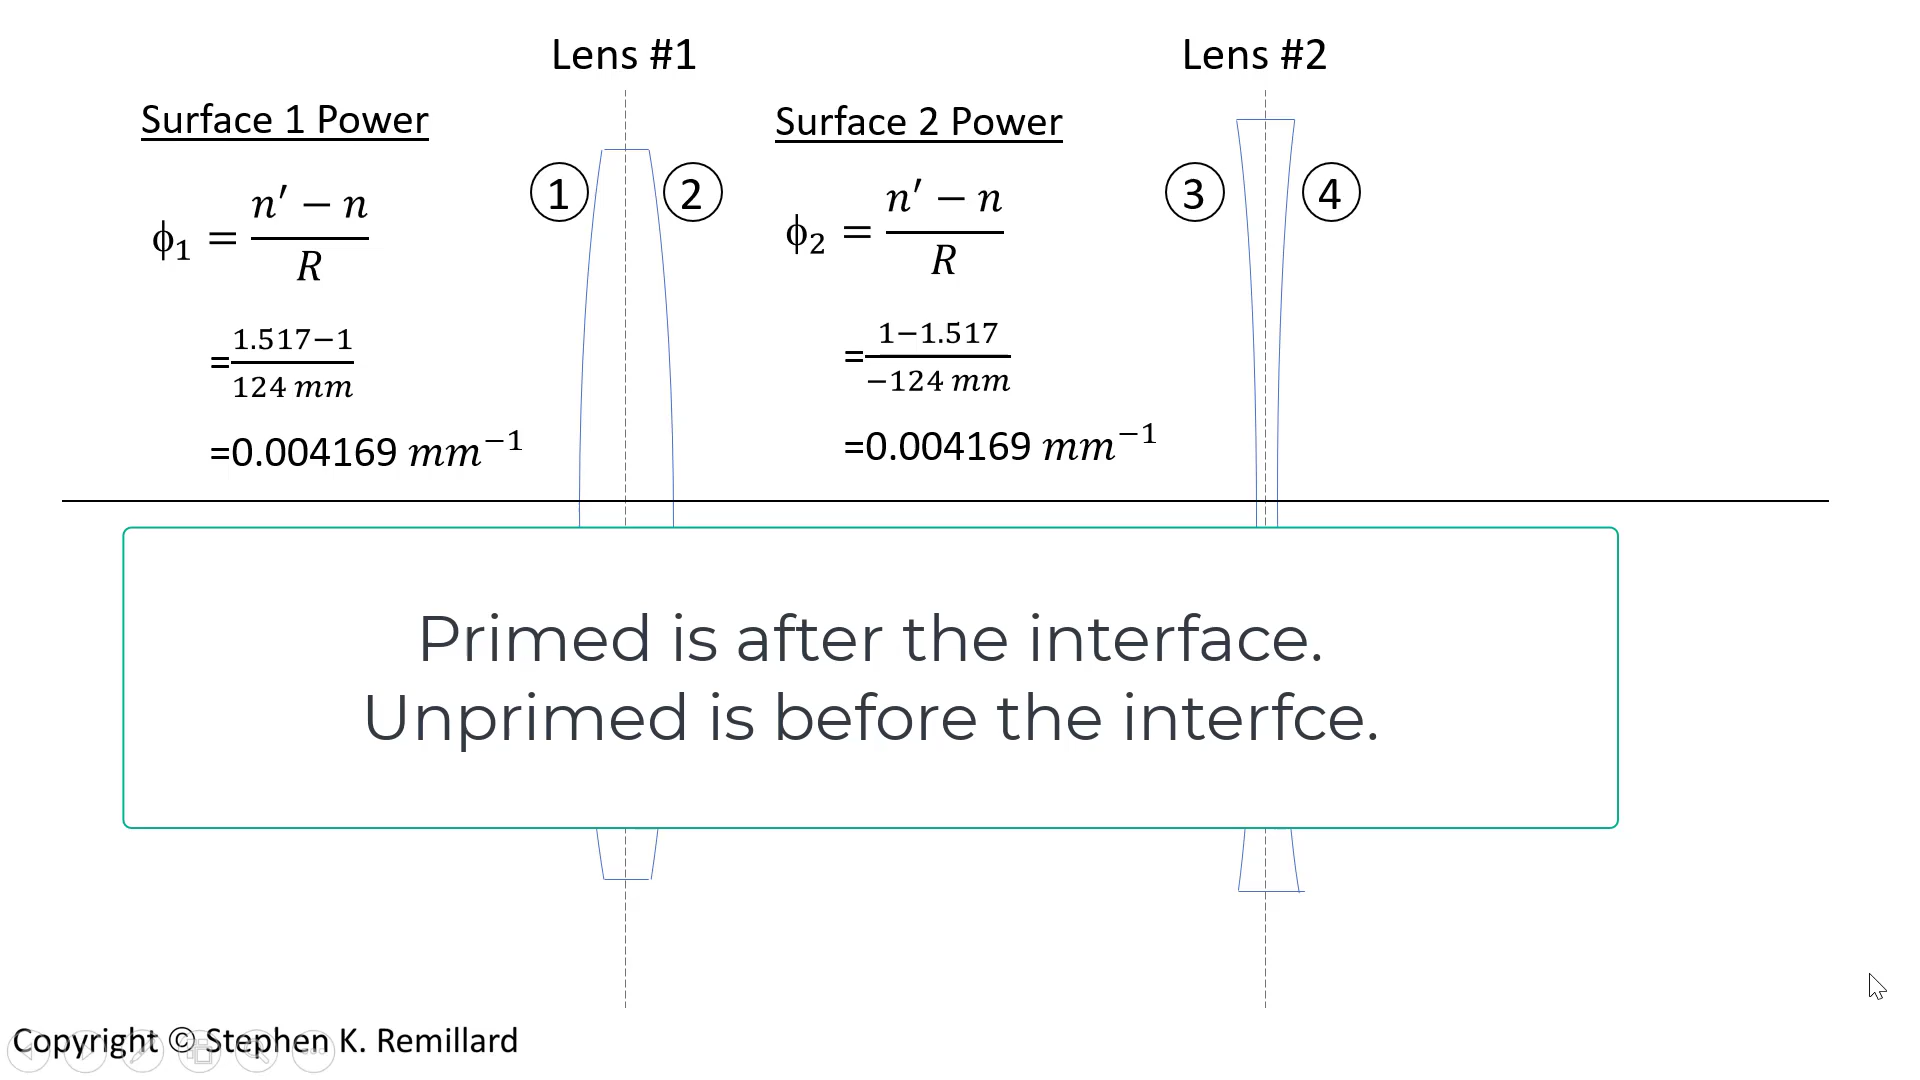 Lens #1
Lens #2
Surface 1 Power
Surface 2 Power
1
2
3
4
ϕ₁ = (n′ − n)/R
ϕ₂ = (n′ − n)/R
=(1.517−1)/(124 mm)
=(1−1.517)/(−124 mm)
=0.004169 mm⁻¹
=0.004169 mm⁻¹
Primed is after the interface.
Unprimed is before the interfce.
Copyright © Stephen K. Remillard